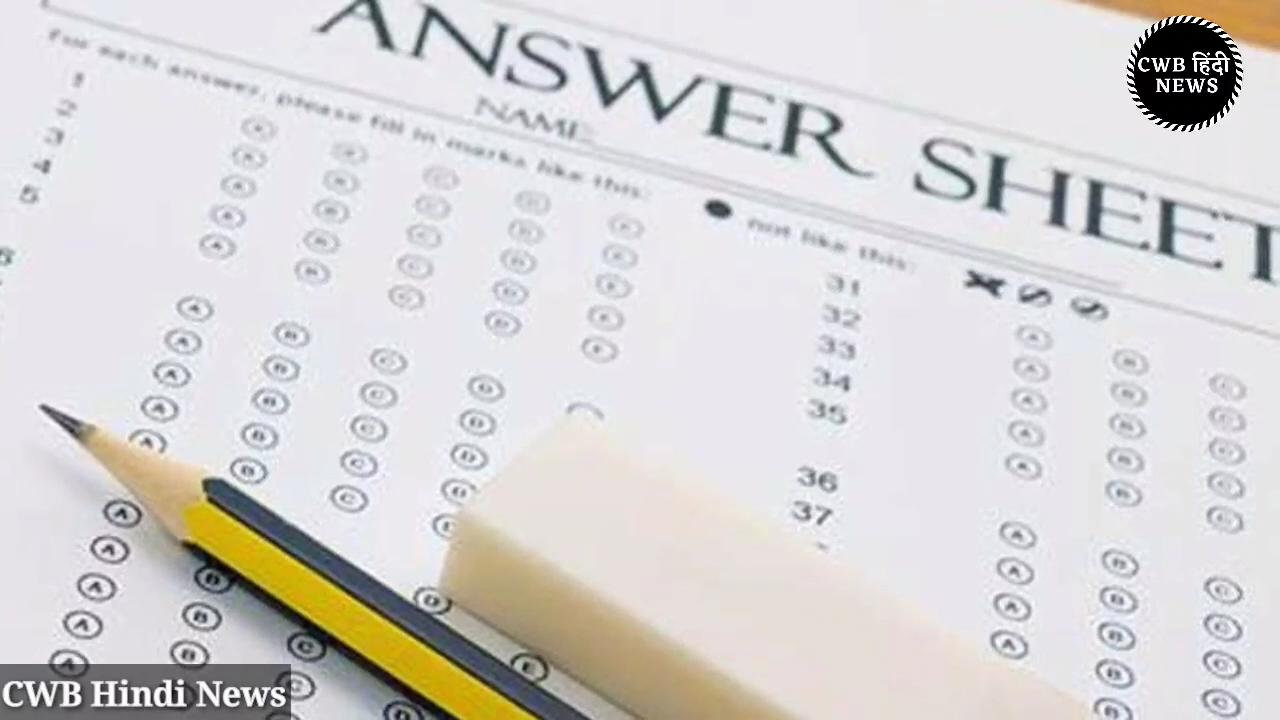 ANSWER SHEET
NAME:
For each answer, please fill in marks like this: not like this:
1
2
3
4
5
6
31
32
33
34
35
36
37
CWB हिंदी
NEWS
CWB Hindi News